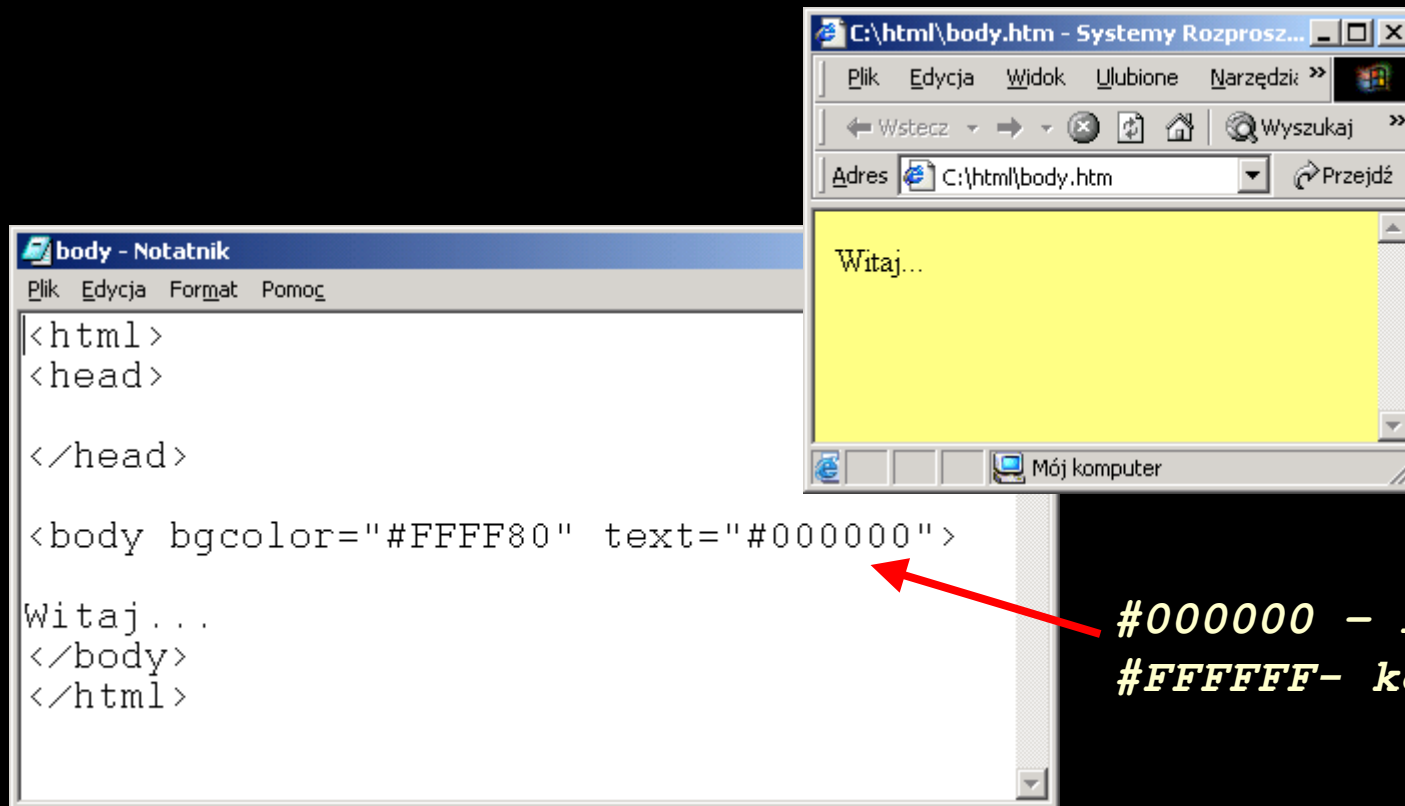 C:\html\body.htm - Systemy Rozprosz...
Plik Edycja Widok Ulubione Narzędzia »
Wstecz Wyszukaj »
Adres C:\html\body.htm Przejdź
Witaj...
Mój komputer
body - Notatnik
Plik Edycja Format Pomoc
<html>
<head>
</head>
<body bgcolor="#FFFF80" text="#000000">
Witaj...
</body>
</html>
#000000 –
#FFFFFF-